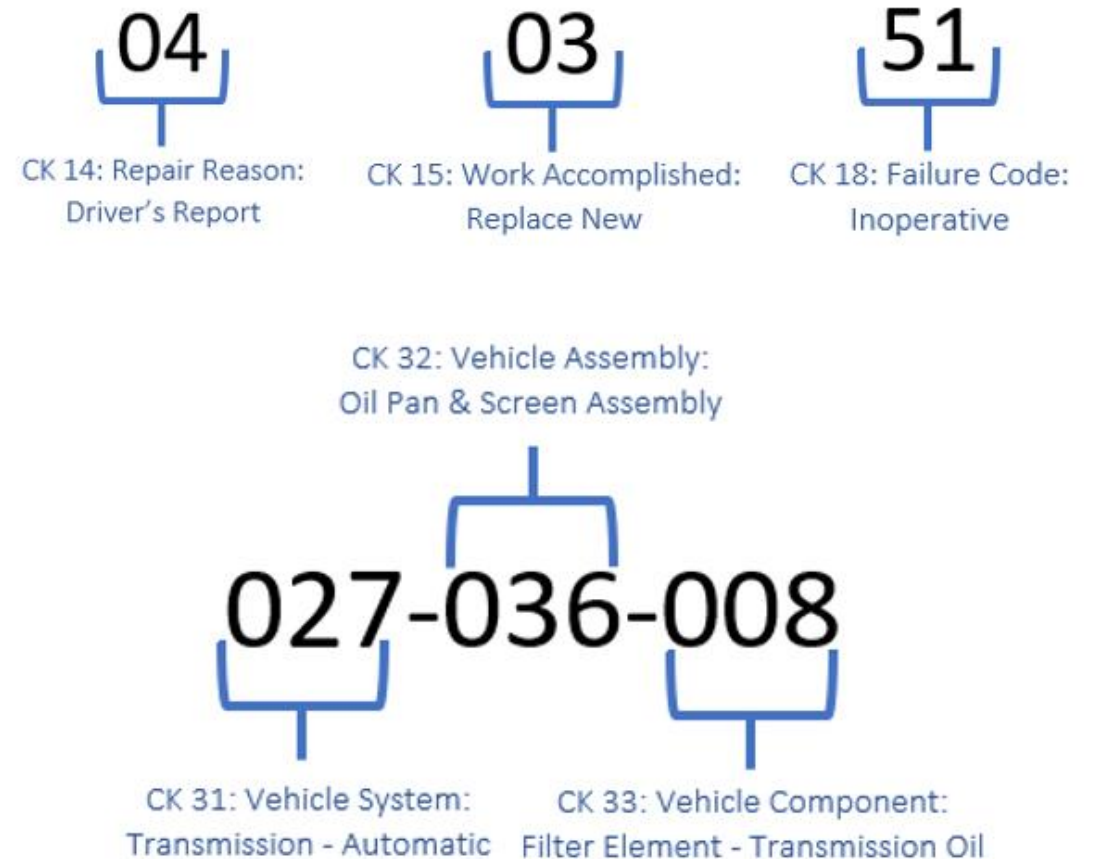 04
03
51
CK 14: Repair Reason:
Driver's Report
CK 15: Work Accomplished:
Replace New
CK 18: Failure Code:
Inoperative
CK 32: Vehicle Assembly:
Oil Pan & Screen Assembly
027-036-008
CK 31: Vehicle System:
Transmission - Automatic
CK 33: Vehicle Component:
Filter Element - Transmission Oil